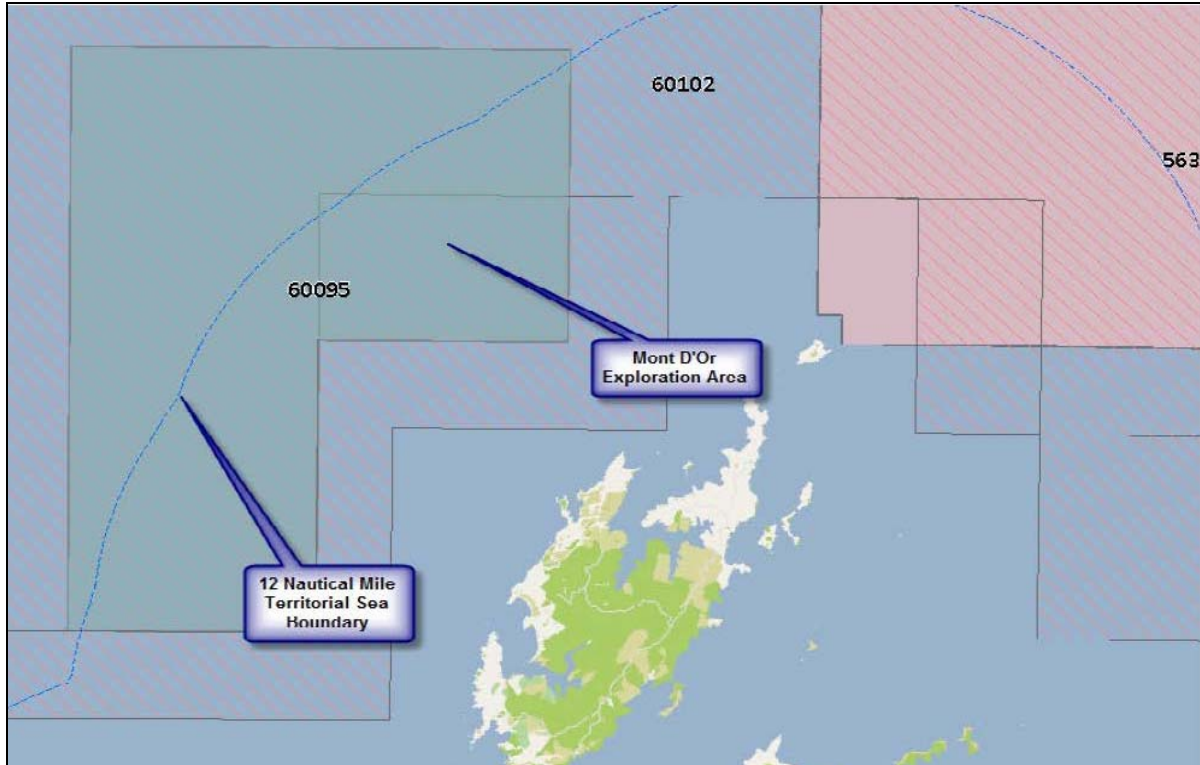 60102
563
60095
Mont D'Or
Exploration Area
12 Nautical Mile
Territorial Sea
Boundary